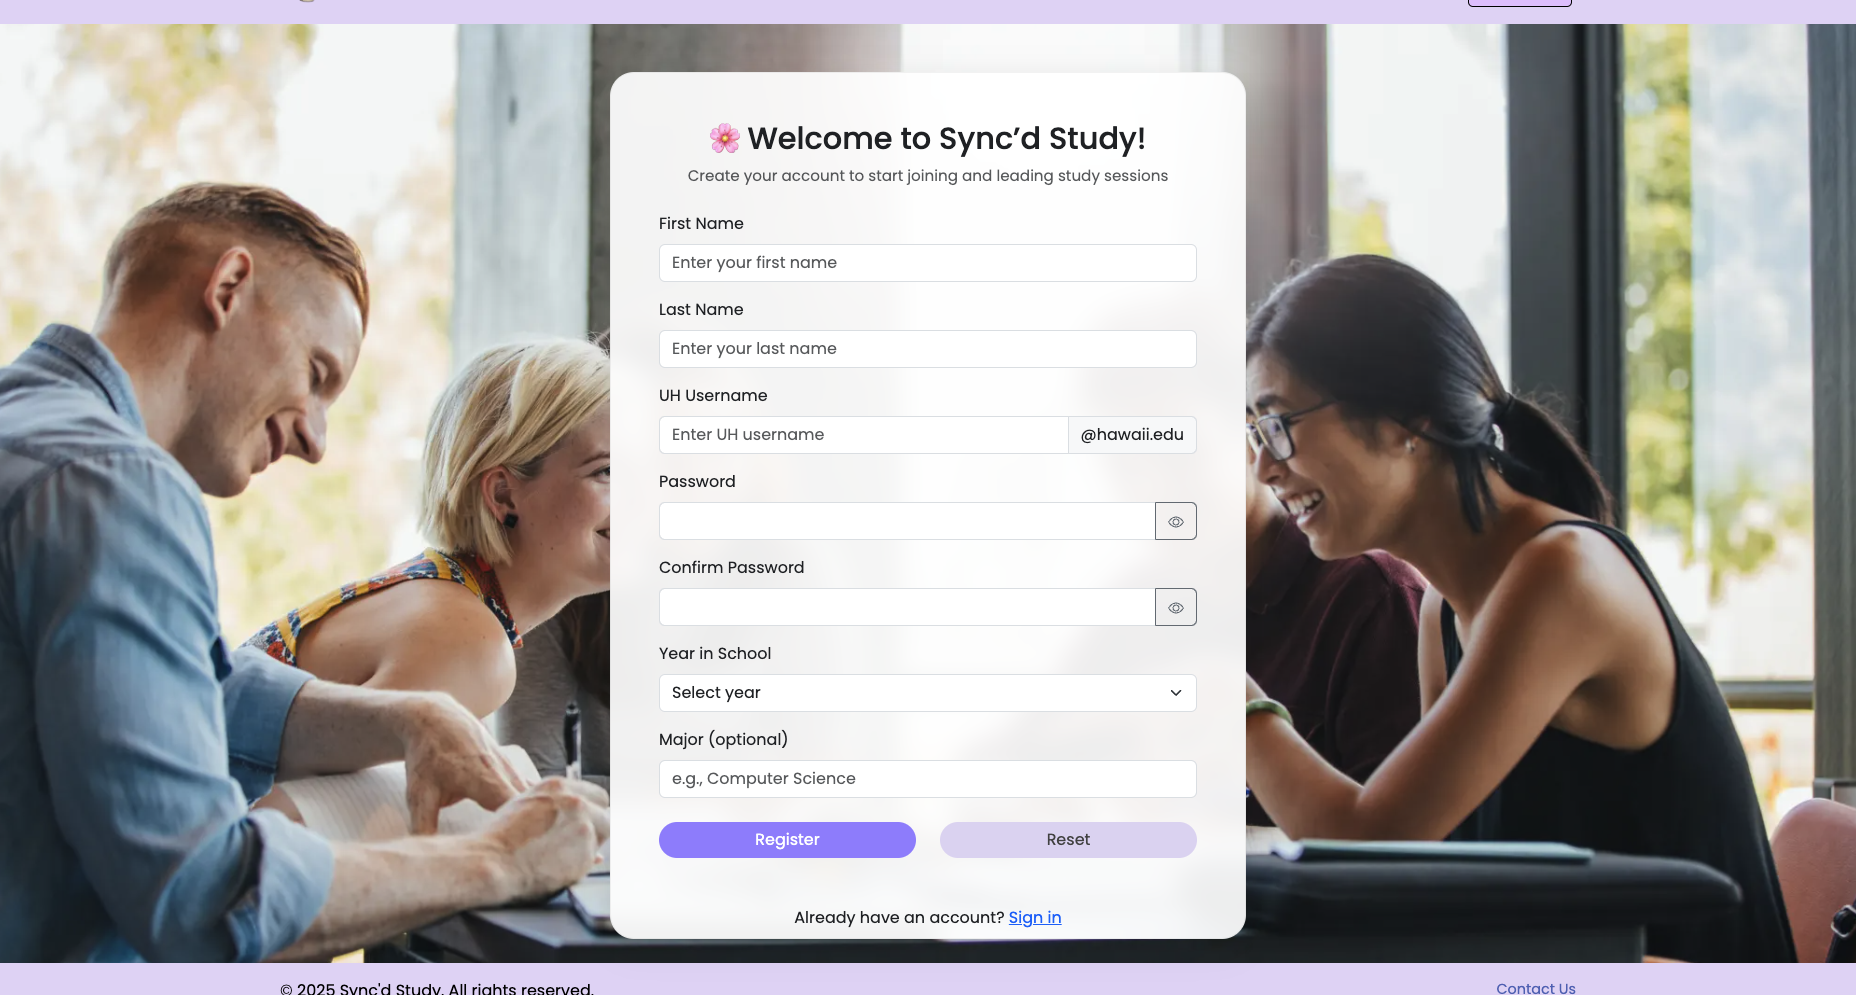 🌸 Welcome to Sync’d Study!
Create your account to start joining and leading study sessions
First Name
Enter your first name
Last Name
Enter your last name
UH Username
Enter UH username @hawaii.edu
Password
Confirm Password
Year in School
Select year
Major (optional)
e.g., Computer Science
Register Reset
Already have an account? Sign in
© 2025 Sync'd Study. All rights reserved. Contact Us